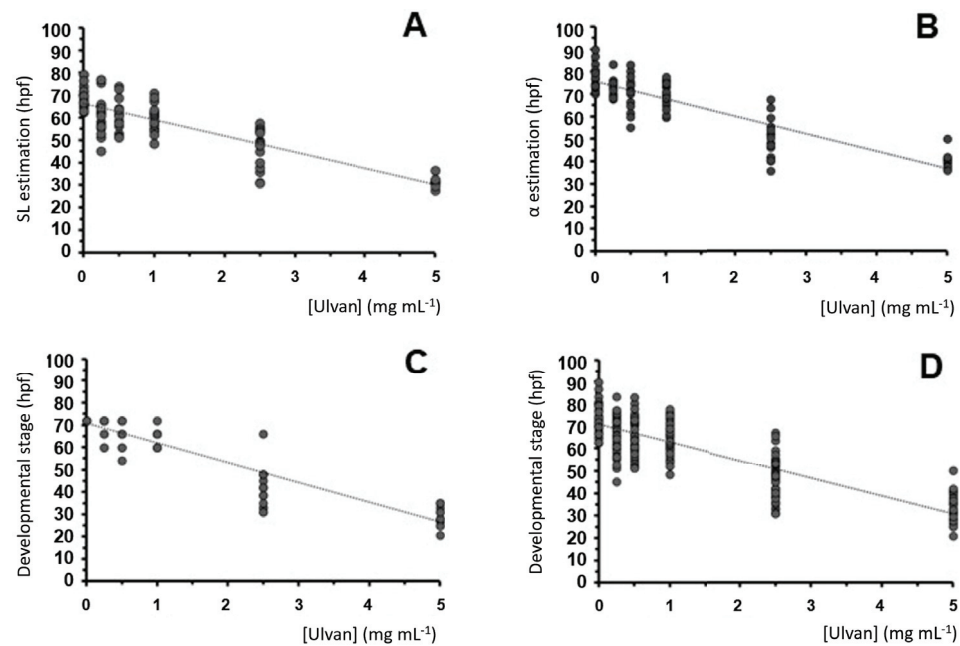 A
SL estimation (hpf)
100
90
80
70
60
50
40
30
20
10
0
0 1 2 3 4 5
[Ulvan] (mg mL-1)
B
α estimation (hpf)
100
90
80
70
60
50
40
30
20
10
0
0 1 2 3 4 5
[Ulvan] (mg mL-1)
C
Developmental stage (hpf]
100
90
80
70
60
50
40
30
20
10
0
0 1 2 3 4 5
[Ulvan] (mg mL-1)
D
Developmental stage (hpf)
100
90
80
70
60
50
40
30
20
10
0
0 1 2 3 4 5
[Ulvan] (mg mL-1)